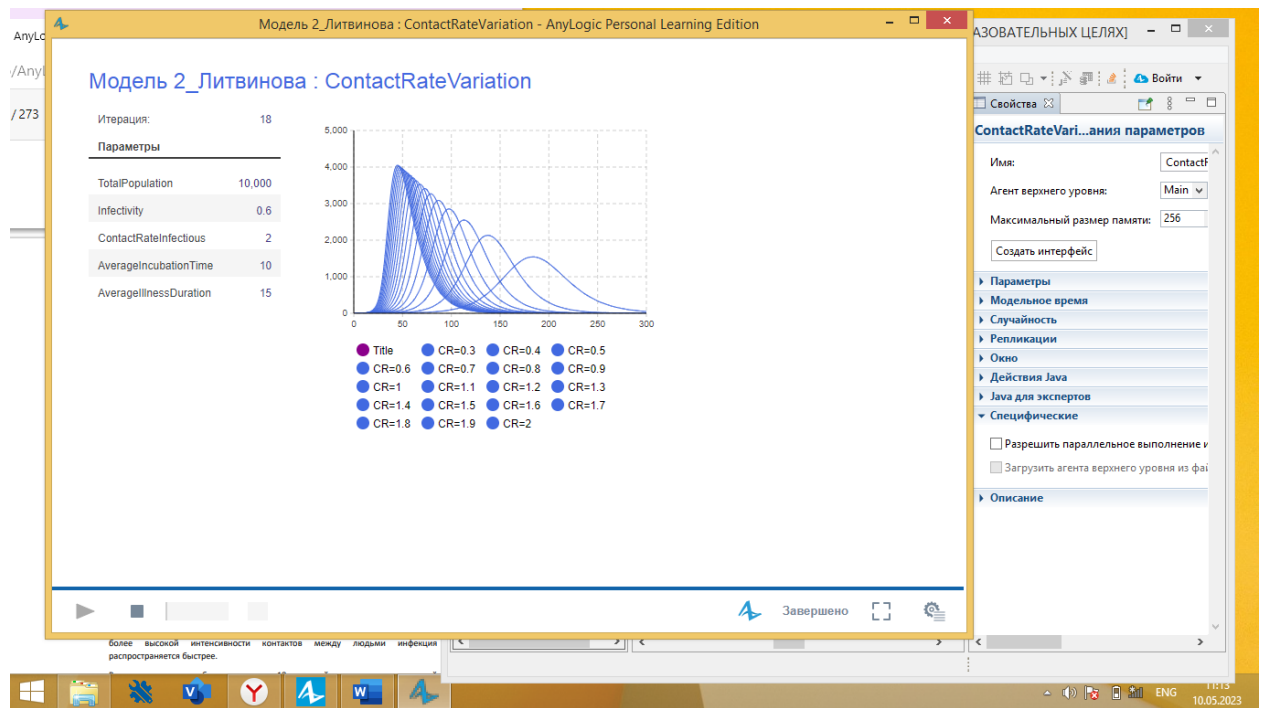 Модель 2_Литвинова : ContactRateVariation - AnyLogic Personal Learning Edition
АЗОВАТЕЛЬНЫХ ЦЕЛЯХ]
AnyLo
/Anyl
/ 273
Войти
Свойства
ContactRateVari...ания параметров
Имя:
Contactf
Агент верхнего уровня:
Main
Максимальный размер памяти:
256
Создать интерфейс
Параметры
Модельное время
Случайность
Репликации
Окно
Действия Java
Java для экспертов
Специфические
Разрешить параллельное выполнение и
Загрузить агента верхнего уровня из фай
Описание
Модель 2_Литвинова : ContactRateVariation
Итерация: 18
Параметры
TotalPopulation 10,000
Infectivity 0.6
ContactRateInfectious 2
AverageIncubationTime 10
AverageIllnessDuration 15
5,000
4,000
3,000
2,000
1,000
0
0 50 100 150 200 250 300
Title CR=0.3 CR=0.4 CR=0.5
CR=0.6 CR=0.7 CR=0.8 CR=0.9
CR=1 CR=1.1 CR=1.2 CR=1.3
CR=1.4 CR=1.5 CR=1.6 CR=1.7
CR=1.8 CR=1.9 CR=2
Завершено
более высокой интенсивности контактов между людьми инфекция
распространяется быстрее.
ENG
11:13
10.05.2023